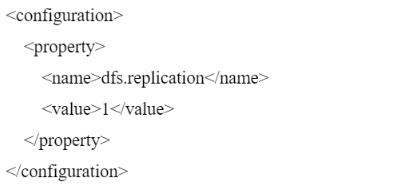 <configuration>
<property>
<name>dfs.replication</name>
<value>1</value>
</property>
</configuration>